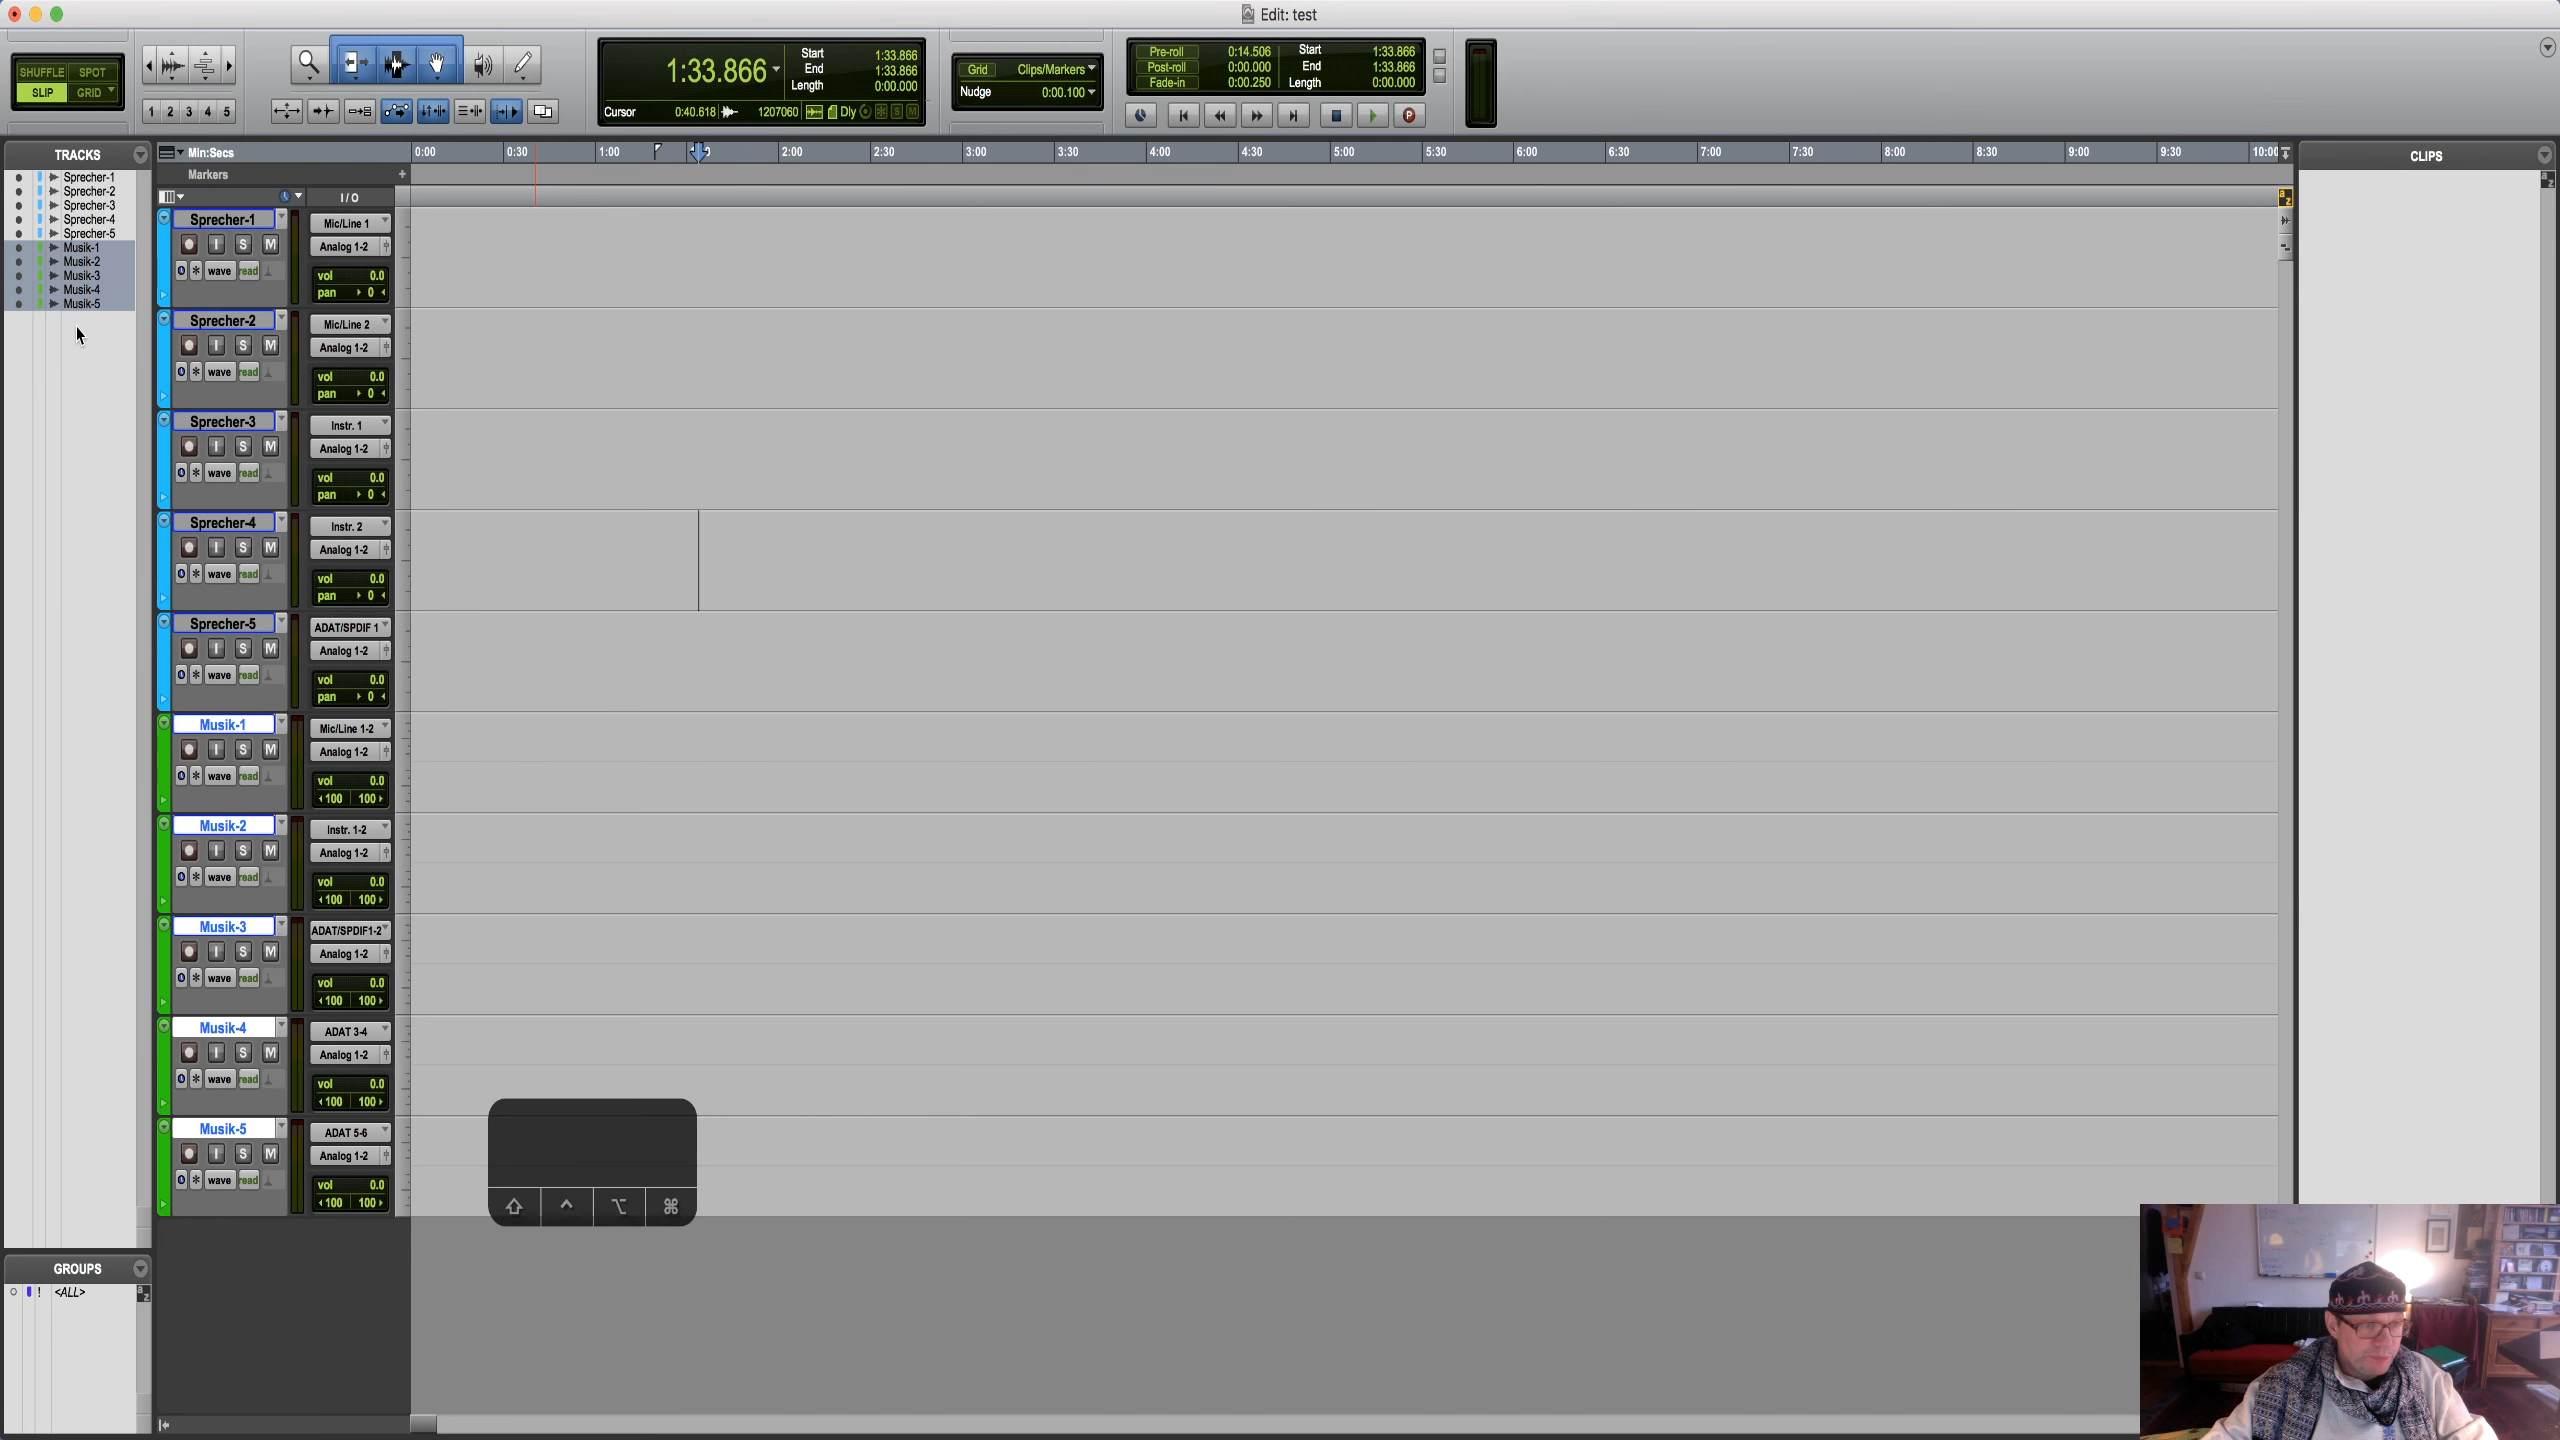 Edit: test
SHUFFLE SPOT
SLIP GRID
1 2 3 4 5
1:33.866
Start 1:33.866
End 1:33.866
Length 0:00.000
Cursor 0:40.618 1207060 Dly S M
Grid Clips/Markers
Nudge 0:00.100
Pre-roll 0:14.506 Start 1:33.866
Post-roll 0:00.000 End 1:33.866
Fade-in 0:00.250 Length 0:00.000
P
TRACKS
Sprecher-1
Sprecher-2
Sprecher-3
Sprecher-4
Sprecher-5
Musik-1
Musik-2
Musik-3
Musik-4
Musik-5
Min:Secs 0:00 0:30 1:00 2:00 2:30 3:00 3:30 4:00 4:30 5:00 5:30 6:00 6:30 7:00 7:30 8:00 8:30 9:00 9:30 10:00
Markers +
I/O
CLIPS
a z
Sprecher-1 Mic/Line 1
I S M Analog 1-2
wave read vol 0.0
pan 0
Sprecher-2 Mic/Line 2
I S M Analog 1-2
wave read vol 0.0
pan 0
Sprecher-3 Instr. 1
I S M Analog 1-2
wave read vol 0.0
pan 0
Sprecher-4 Instr. 2
I S M Analog 1-2
wave read vol 0.0
pan 0
Sprecher-5 ADAT/SPDIF 1
I S M Analog 1-2
wave read vol 0.0
pan 0
Musik-1 Mic/Line 1-2
I S M Analog 1-2
wave read vol 0.0
100 100
Musik-2 Instr. 1-2
I S M Analog 1-2
wave read vol 0.0
100 100
Musik-3 ADAT/SPDIF1-2
I S M Analog 1-2
wave read vol 0.0
100 100
Musik-4 ADAT 3-4
I S M Analog 1-2
wave read vol 0.0
100 100
Musik-5 ADAT 5-6
I S M Analog 1-2
wave read vol 0.0
100 100
GROUPS
! <ALL>
a z